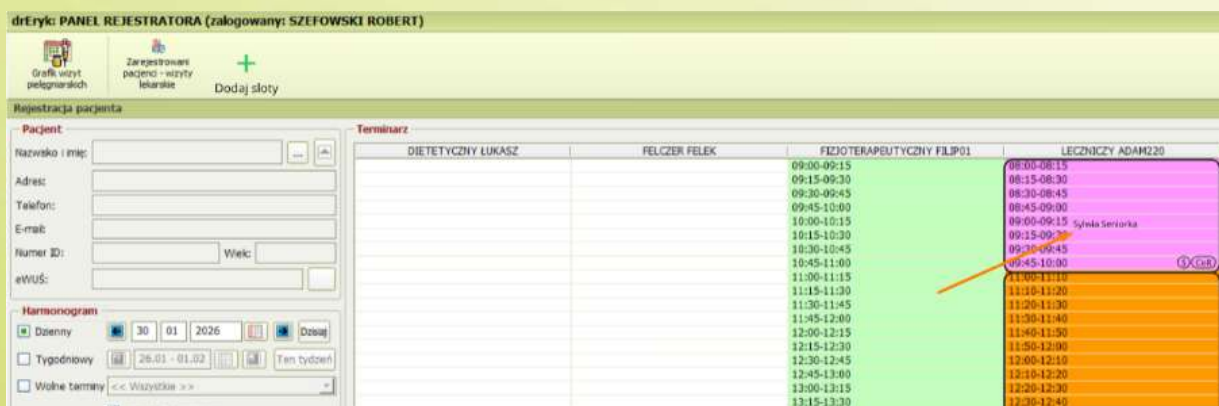 drEryk: PANEL REJESTRATORA (zalogowany: SZEFOWSKI ROBERT)
Grafik wizyt
pielęgniarskich
Zarejestrowani
pacjenci - wizyty
lekarskie
Dodaj sloty
Rejestracja pacjenta
Pacjent
Nazwisko i imię:
...
Adres:
Telefon:
E-mail:
Numer ID:
Wiek:
eWUŚ:
Harmonogram
Dzienny
30 01 2026
Dzisiaj
Tygodniowy
26.01 - 01.02
Ten tydzień
Wolne terminy
<< Wszystkie >>
Terminarz
DIETETYCZNY ŁUKASZ
FELCZER FELEK
FIZJOTERAPEUTYCZNY FILIP01
09:00-09:15
09:15-09:30
09:30-09:45
09:45-10:00
10:00-10:15
10:15-10:30
10:30-10:45
10:45-11:00
11:00-11:15
11:15-11:30
11:30-11:45
11:45-12:00
12:00-12:15
12:15-12:30
12:30-12:45
12:45-13:00
13:00-13:15
13:15-13:30
LECZNICZY ADAM220
08:00-08:15
08:15-08:30
08:30-08:45
08:45-09:00
09:00-09:15 Sylwia Seniorka
09:15-09:30
09:30-09:45
09:45-10:00 S CeR
11:00-11:10
11:10-11:20
11:20-11:30
11:30-11:40
11:40-11:50
11:50-12:00
12:00-12:10
12:10-12:20
12:20-12:30
12:30-12:40